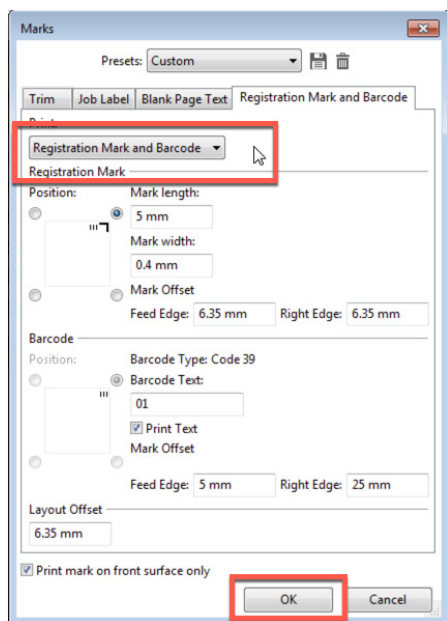 Marks
Presets: Custom
Trim Job Label Blank Page Text Registration Mark and Barcode
Print:
Registration Mark and Barcode
Registration Mark
Position: Mark length:
5 mm
Mark width:
0.4 mm
Mark Offset
Feed Edge: 6.35 mm Right Edge: 6.35 mm
Barcode
Position: Barcode Type: Code 39
Barcode Text:
01
Print Text
Mark Offset
Feed Edge: 5 mm Right Edge: 25 mm
Layout Offset
6.35 mm
Print mark on front surface only
OK Cancel